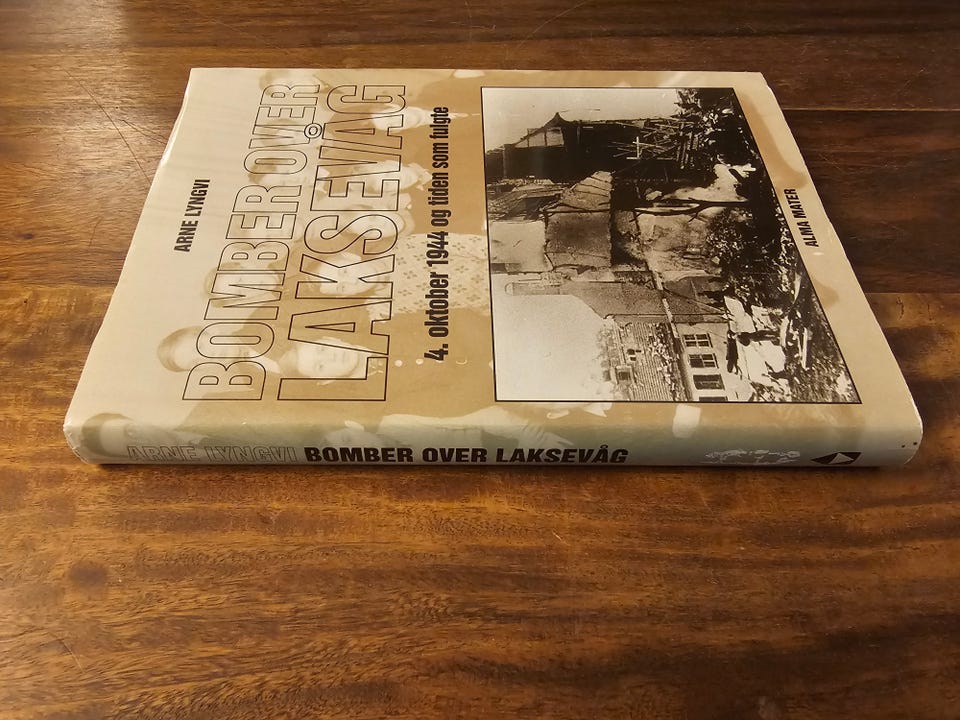 ARNE LYNGVI
BOMBER OVER
LAKSEVÅG
4. oktober 1944 og tiden som fulgte
ALMA MATER
ARNE LYNGVI BOMBER OVER LAKSEVÅG